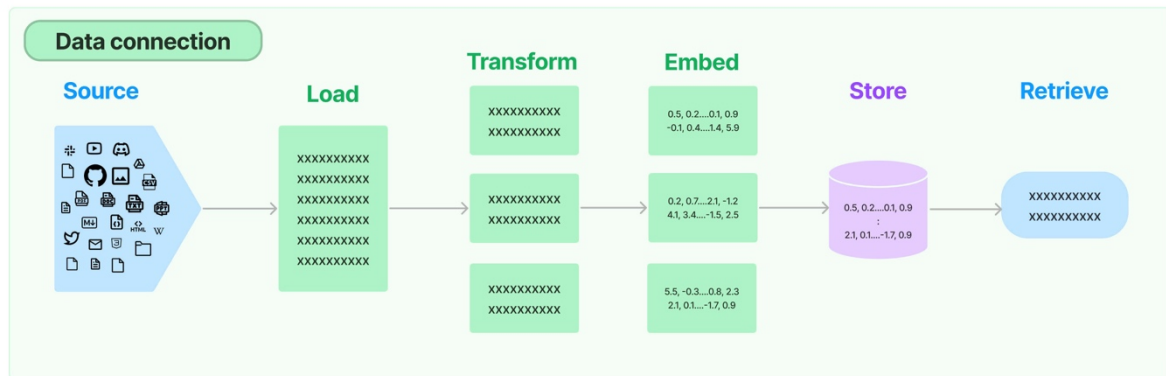 Data connection
Source
Load
Transform
Embed
Store
Retrieve
CSV
TXT
M↓
HTML
W
XXXXXXXXXX
XXXXXXXXXX
XXXXXXXXXX
XXXXXXXXXX
XXXXXXXXXX
XXXXXXXXXX
XXXXXXXXXX
XXXXXXXXXX
XXXXXXXXXX
XXXXXXXXXX
XXXXXXXXXX
XXXXXXXXXX
XXXXXXXXXX
0.5, 0.2....0.1, 0.9
-0.1, 0.4....1.4, 5.9
0.2, 0.7....2.1, -1.2
4.1, 3.4....-1.5, 2.5
5.5, -0.3....0.8, 2.3
2.1, 0.1....-1.7, 0.9
0.5, 0.2....0.1, 0.9
:
2.1, 0.1....-1.7, 0.9
XXXXXXXXXX
XXXXXXXXXX